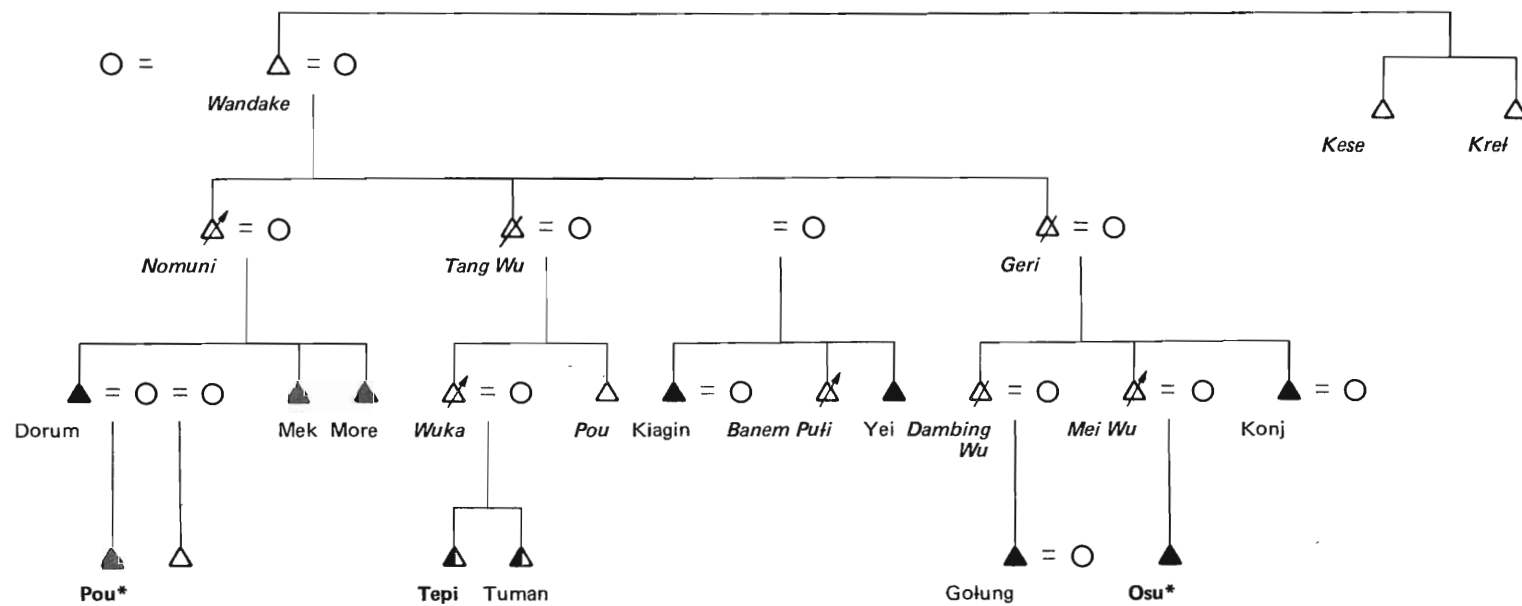 Wandake
Kese Kreł
Nomuni Tang Wu Geri
Dorum Mek More Wuka Pou Kiagin Banem Pułi Yei Dambing Mei Wu Konj
Wu
Pou* Tepi Tuman Gołung Osu*